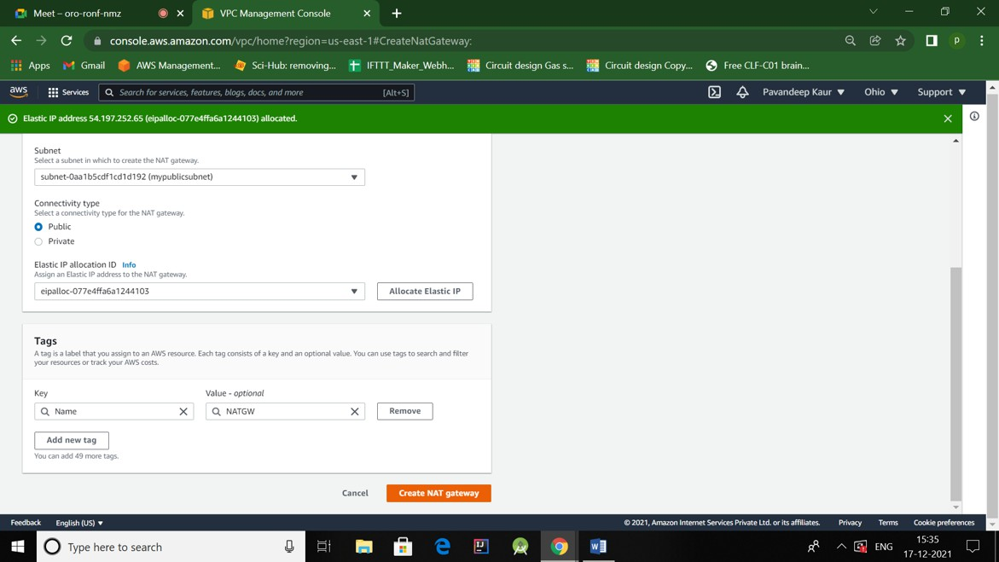 Meet – oro-ronf-nmz
VPC Management Console
console.aws.amazon.com/vpc/home?region=us-east-1#CreateNatGateway:
p
Apps
Gmail
AWS Management...
Sci-Hub: removing...
IFTTT_Maker_Webh...
Circuit design Gas s...
Circuit design Copy...
Free CLF-C01 brain...
aws
Services
Search for services, features, blogs, docs, and more
[Alt+S]
Pavandeep Kaur
Ohio
Support
Elastic IP address 54.197.252.65 (eipalloc-077e4ffa6a1244103) allocated.
Subnet
Select a subnet in which to create the NAT gateway.
subnet-0aa1b5cdf1cd1d192 (mypublicsubnet)
Connectivity type
Select a connectivity type for the NAT gateway.
Public
Private
Elastic IP allocation ID Info
Assign an Elastic IP address to the NAT gateway.
eipalloc-077e4ffa6a1244103
Allocate Elastic IP
Tags
A tag is a label that you assign to an AWS resource. Each tag consists of a key and an optional value. You can use tags to search and filter
your resources or track your AWS costs.
Key
Value - optional
Name
NATGW
Remove
Add new tag
You can add 49 more tags.
Cancel
Create NAT gateway
Feedback
English (US)
© 2021, Amazon Internet Services Private Ltd. or its affiliates.
Privacy
Terms
Cookie preferences
Type here to search
ENG
15:35
17-12-2021